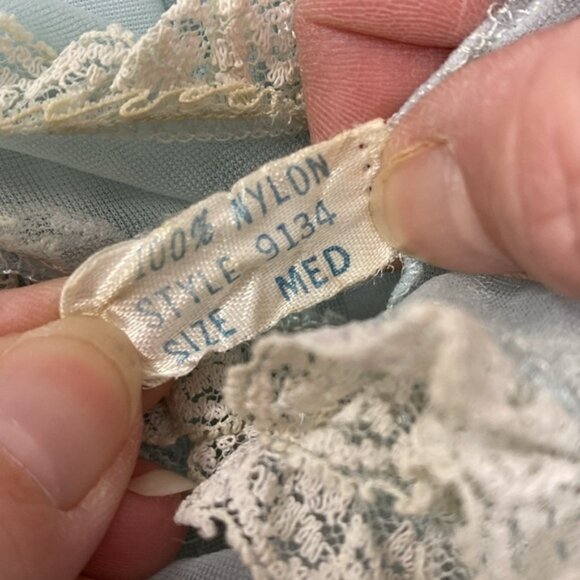 100% NYLON
STYLE 9134
SIZE MED